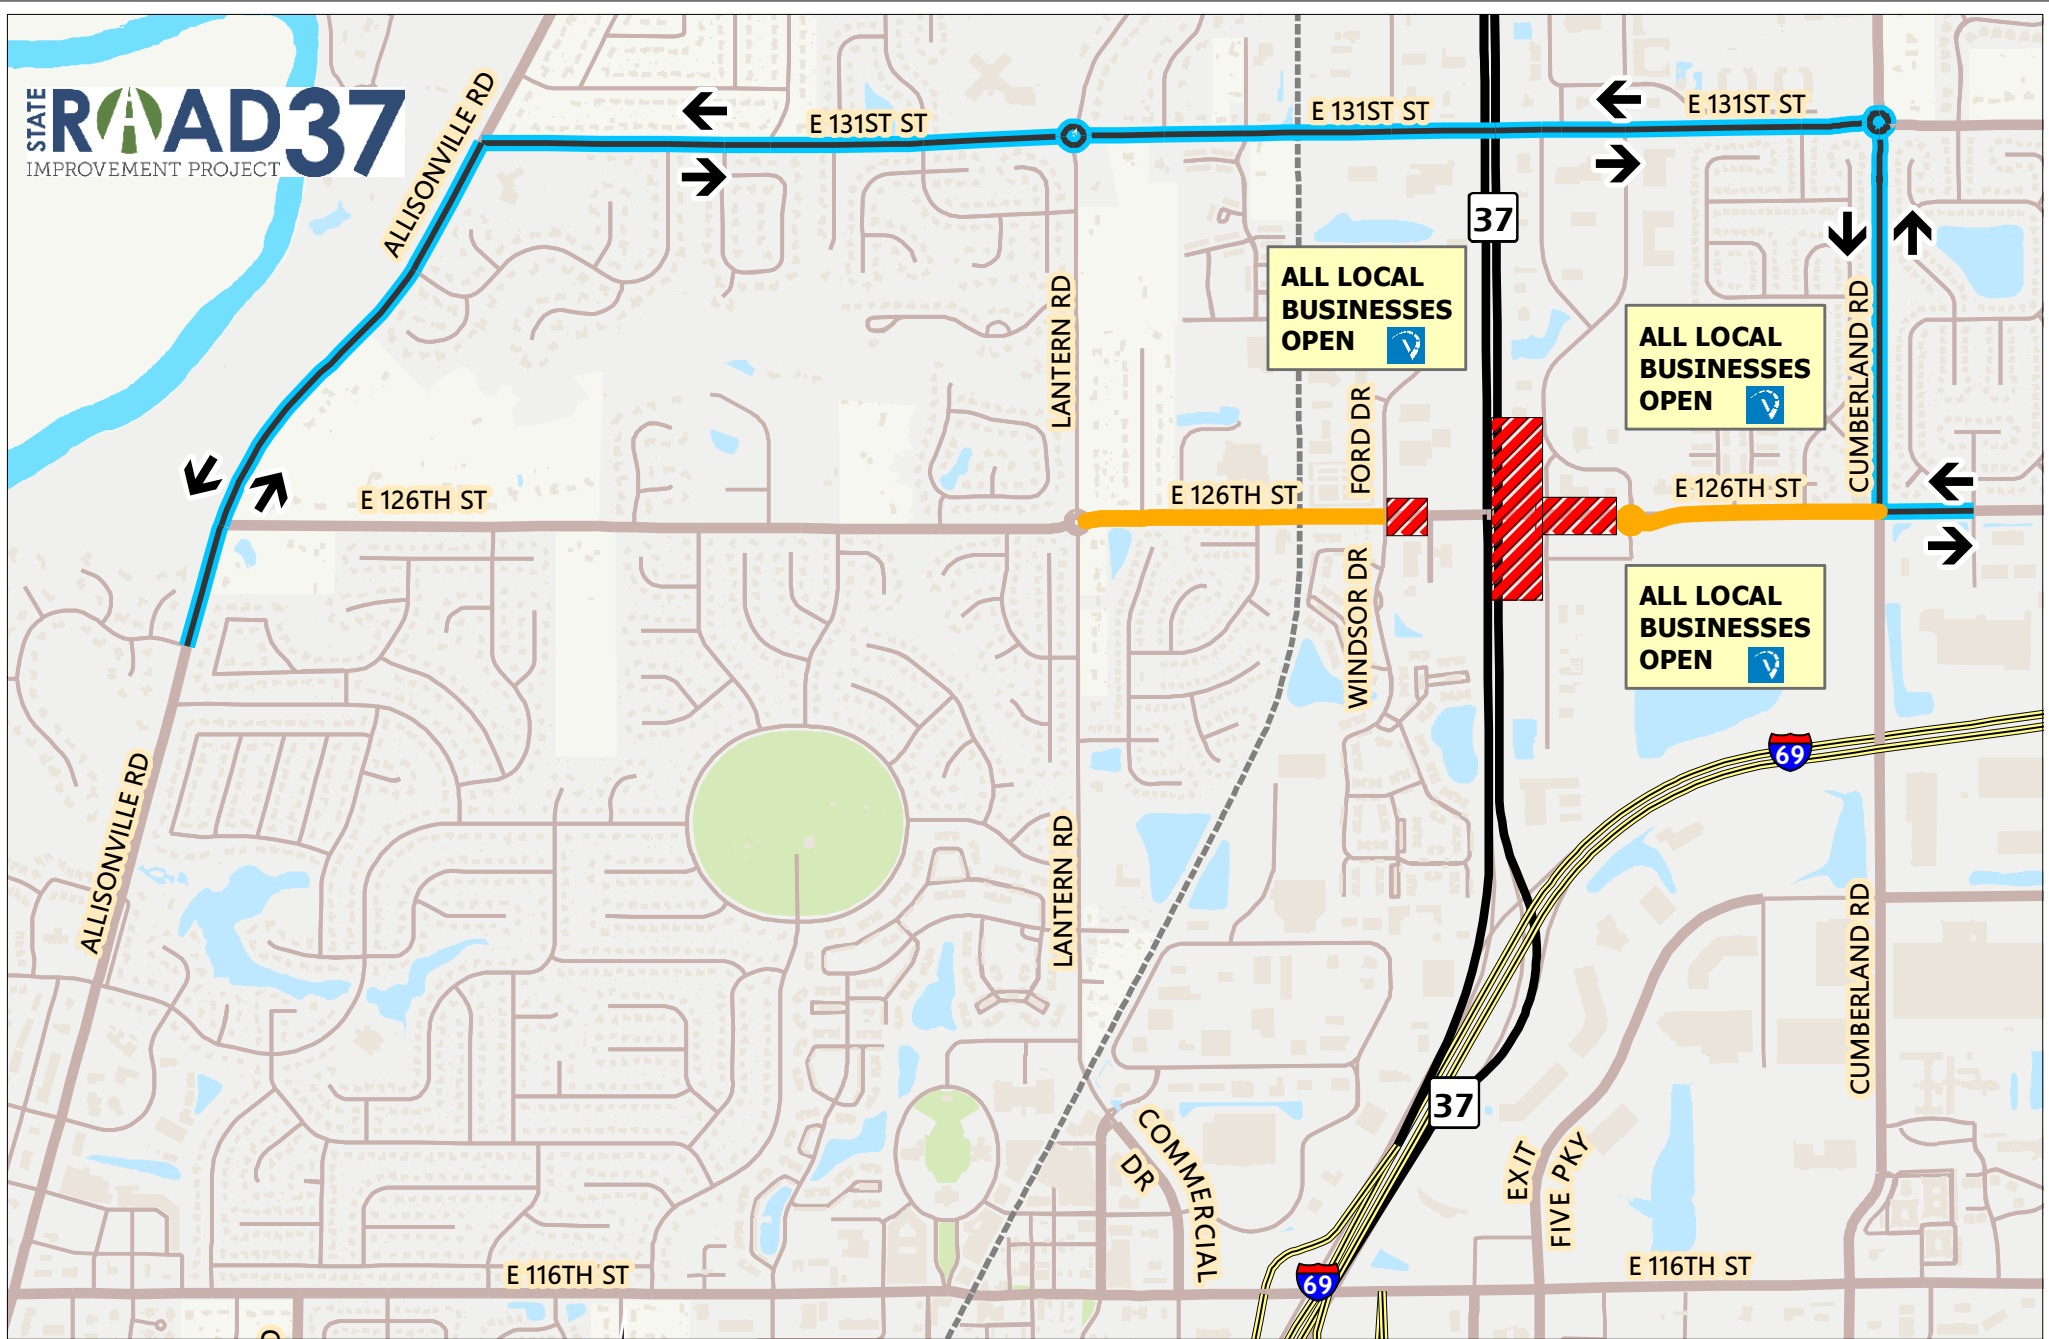 STATE
ROAD 37
IMPROVEMENT PROJECT
ALLISONVILLE RD
E 131ST ST
E 131ST ST
E 131ST ST
37
ALL LOCAL
BUSINESSES
OPEN
ALL LOCAL
BUSINESSES
OPEN
LANTERN RD
FORD DR
CUMBERLAND RD
E 126TH ST
E 126TH ST
E 126TH ST
WINDSOR DR
ALL LOCAL
BUSINESSES
OPEN
69
ALLISONVILLE RD
LANTERN RD
CUMBERLAND RD
37
COMMERCIAL
DR
EXIT
FIVE PKY
E 116TH ST
E 116TH ST
69